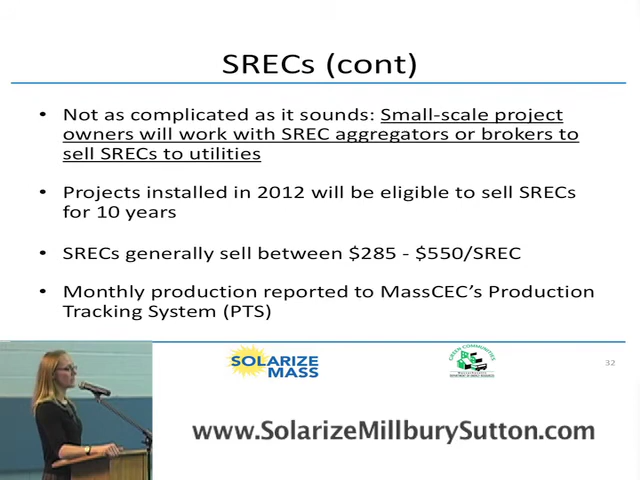 SRECs (cont)
• Not as complicated as it sounds: Small-scale project
owners will work with SREC aggregators or brokers to
sell SRECs to utilities
• Projects installed in 2012 will be eligible to sell SRECs
for 10 years
• SRECs generally sell between $285 - $550/SREC
• Monthly production reported to MassCEC's Production
Tracking System (PTS)
SOLARIZE
MASS
GREEN COMMUNITIES
32
www.SolarizeMillburySutton.com